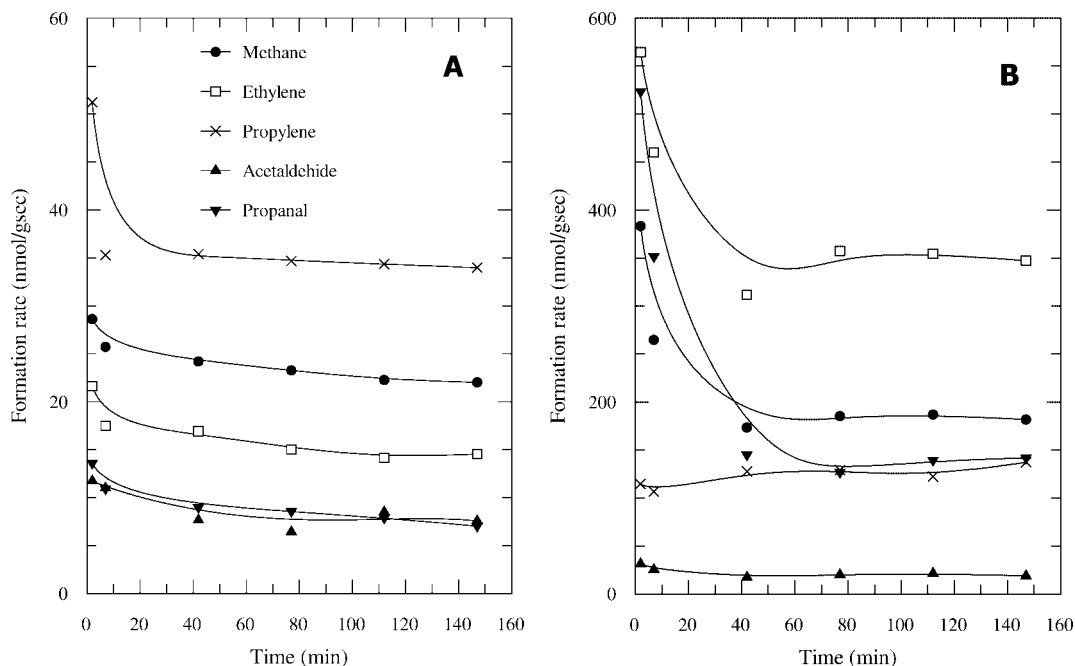 A
Methane
Ethylene
Propylene
Acetaldehide
Propanal
Formation rate (nmol/gsec)
60
40
20
0
0 20 40 60 80 100 120 140 160
Time (min)
B
Formation rate (nmol/gsec)
600
400
200
0
0 20 40 60 80 100 120 140 160
Time (min)